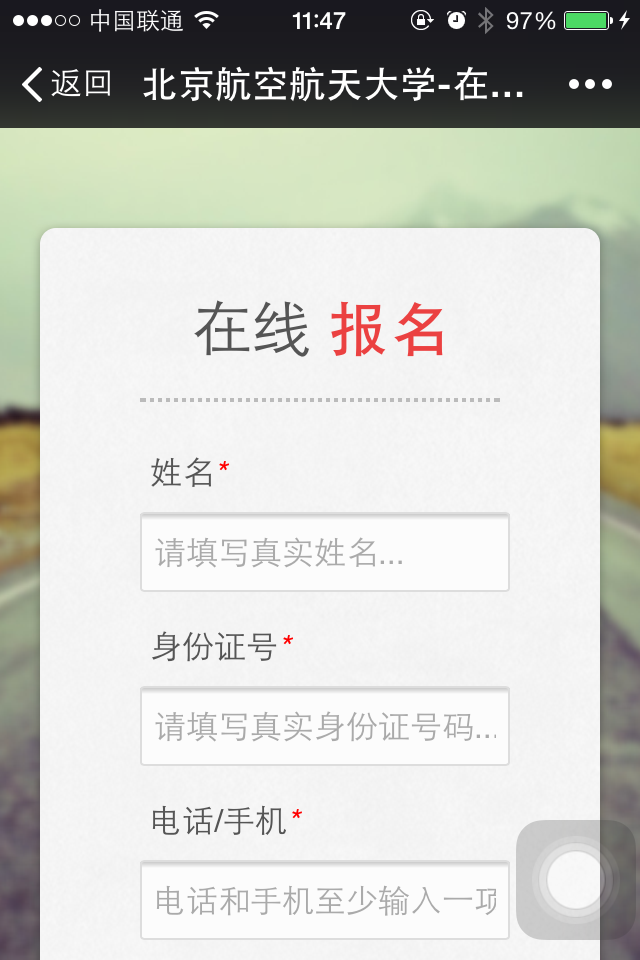 中国联通 11:47 97%
返回 北京航空航天大学-在...
在线 报名
姓名*
请填写真实姓名...
身份证号*
请填写真实身份证号码...
电话/手机*
电话和手机至少输入一项